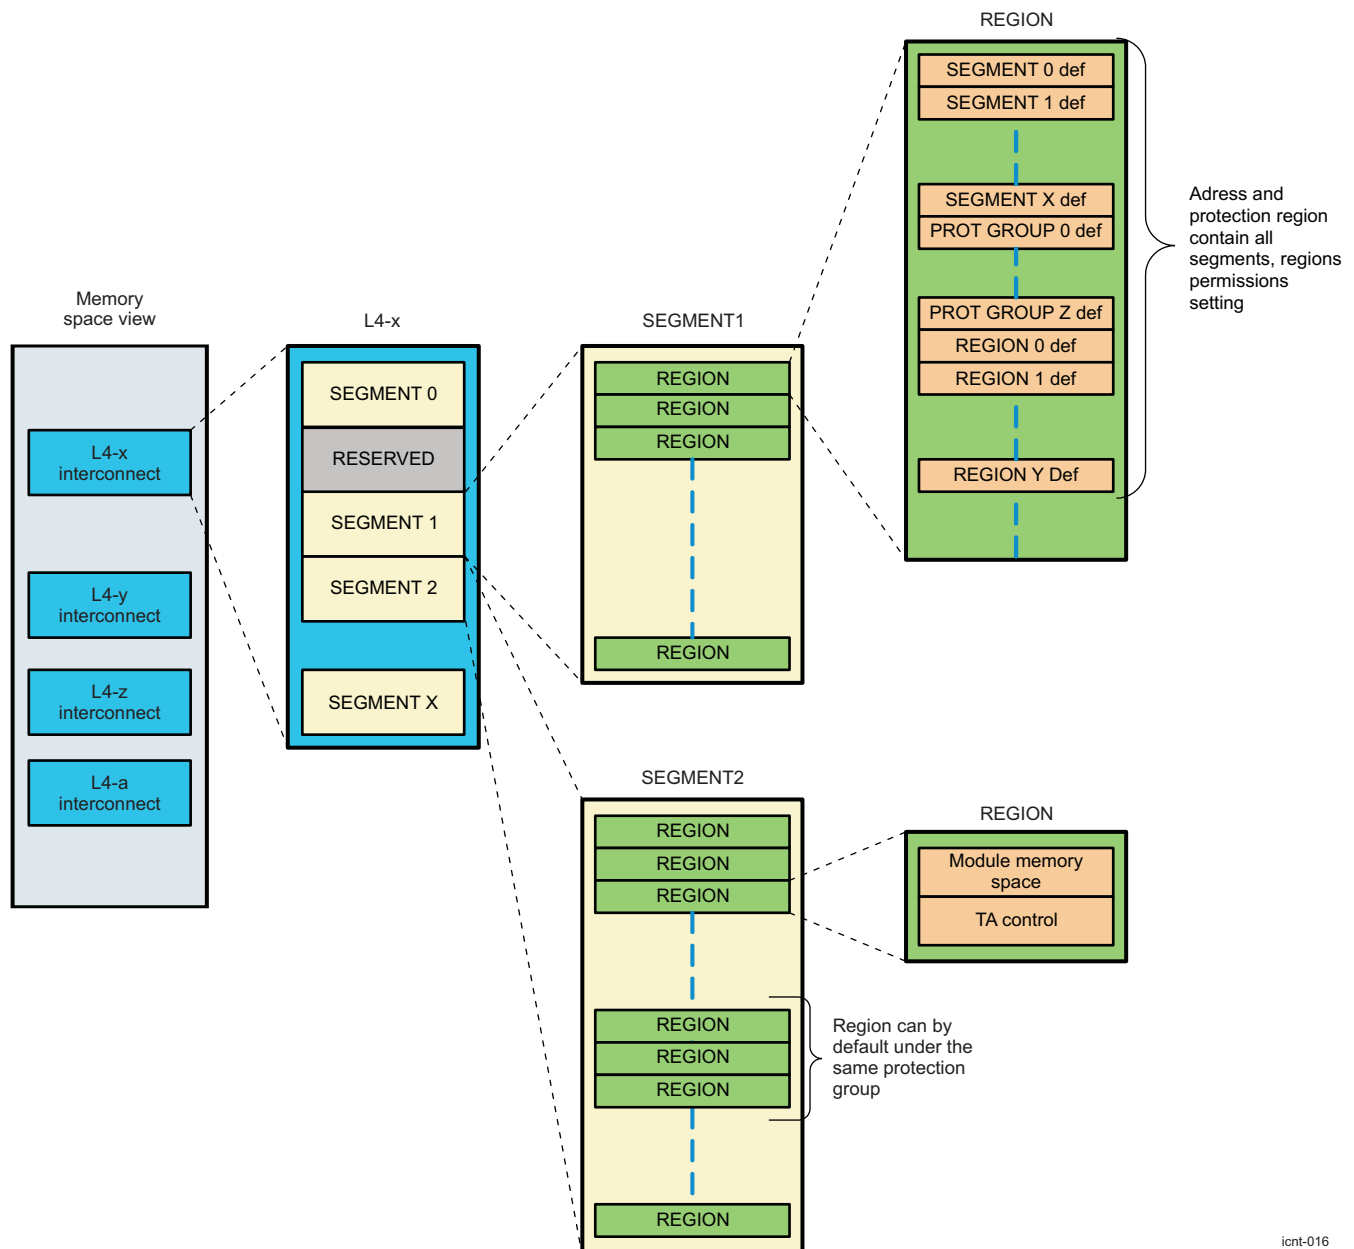 Memory
space view
L4-x
interconnect
L4-y
interconnect
L4-z
interconnect
L4-a
interconnect
L4-x
SEGMENT 0
RESERVED
SEGMENT 1
SEGMENT 2
SEGMENT X
SEGMENT1
REGION
REGION
REGION
REGION
REGION
SEGMENT 0 def
SEGMENT 1 def
SEGMENT X def
PROT GROUP 0 def
PROT GROUP Z def
REGION 0 def
REGION 1 def
REGION Y Def
Adress and
protection region
contain all
segments, regions
permissions
setting
SEGMENT2
REGION
REGION
REGION
REGION
REGION
REGION
REGION
REGION
Module memory
space
TA control
Region can by
default under the
same protection
group
icnt-016